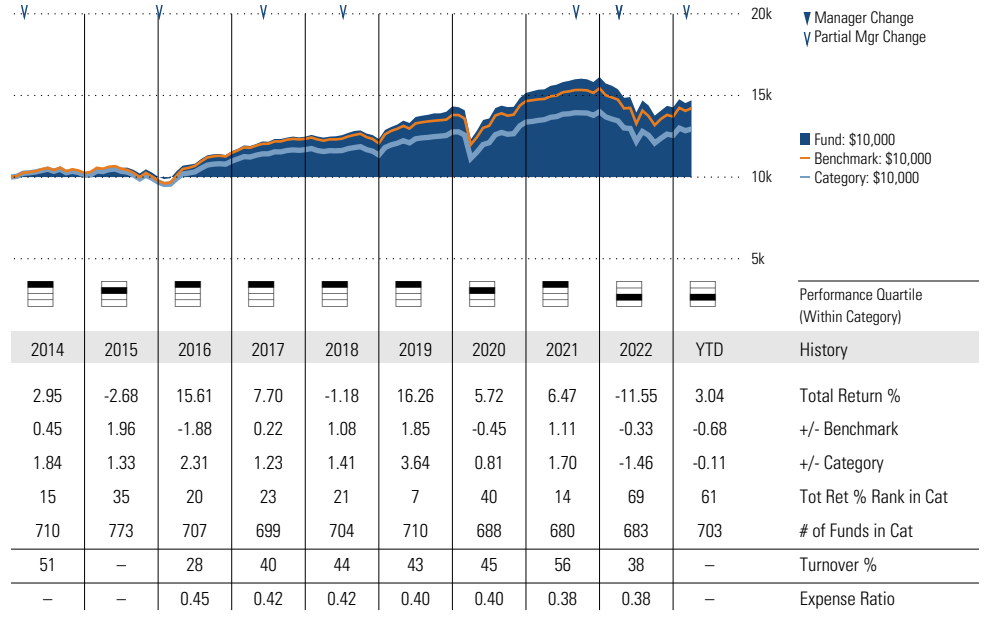 20k
▼ Manager Change
∨ Partial Mgr Change
15k
Fund: $10,000
Benchmark: $10,000
Category: $10,000
10k
5k
Performance Quartile
(Within Category)
2014 2015 2016 2017 2018 2019 2020 2021 2022 YTD History
2.95 -2.68 15.61 7.70 -1.18 16.26 5.72 6.47 -11.55 3.04 Total Return %
0.45 1.96 -1.88 0.22 1.08 1.85 -0.45 1.11 -0.33 -0.68 +/- Benchmark
1.84 1.33 2.31 1.23 1.41 3.64 0.81 1.70 -1.46 -0.11 +/- Category
15 35 20 23 21 7 40 14 69 61 Tot Ret % Rank in Cat
710 773 707 699 704 710 688 680 683 703 # of Funds in Cat
51 – 28 40 44 43 45 56 38 – Turnover %
– – 0.45 0.42 0.42 0.40 0.40 0.38 0.38 – Expense Ratio